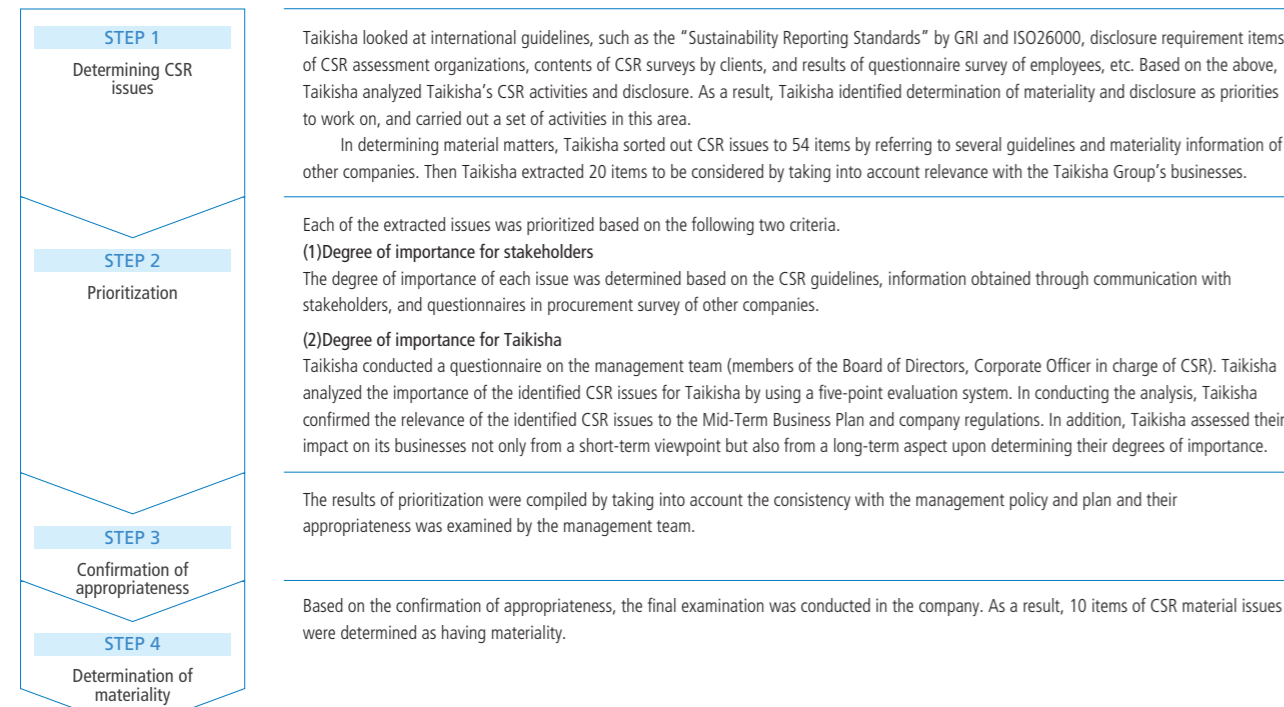 STEP 1
Determining CSR
issues
Taikisha looked at international guidelines, such as the “Sustainability Reporting Standards” by GRI and ISO26000, disclosure requirement items
of CSR assessment organizations, contents of CSR surveys by clients, and results of questionnaire survey of employees, etc. Based on the above,
Taikisha analyzed Taikisha’s CSR activities and disclosure. As a result, Taikisha identified determination of materiality and disclosure as priorities
to work on, and carried out a set of activities in this area.
In determining material matters, Taikisha sorted out CSR issues to 54 items by referring to several guidelines and materiality information of
other companies. Then Taikisha extracted 20 items to be considered by taking into account relevance with the Taikisha Group’s businesses.
STEP 2
Prioritization
Each of the extracted issues was prioritized based on the following two criteria.
(1)Degree of importance for stakeholders
The degree of importance of each issue was determined based on the CSR guidelines, information obtained through communication with
stakeholders, and questionnaires in procurement survey of other companies.
(2)Degree of importance for Taikisha
Taikisha conducted a questionnaire on the management team (members of the Board of Directors, Corporate Officer in charge of CSR). Taikisha
analyzed the importance of the identified CSR issues for Taikisha by using a five-point evaluation system. In conducting the analysis, Taikisha
confirmed the relevance of the identified CSR issues to the Mid-Term Business Plan and company regulations. In addition, Taikisha assessed their
impact on its businesses not only from a short-term viewpoint but also from a long-term aspect upon determining their degrees of importance.
STEP 3
Confirmation of
appropriateness
The results of prioritization were compiled by taking into account the consistency with the management policy and plan and their
appropriateness was examined by the management team.
STEP 4
Determination of
materiality
Based on the confirmation of appropriateness, the final examination was conducted in the company. As a result, 10 items of CSR material issues
were determined as having materiality.